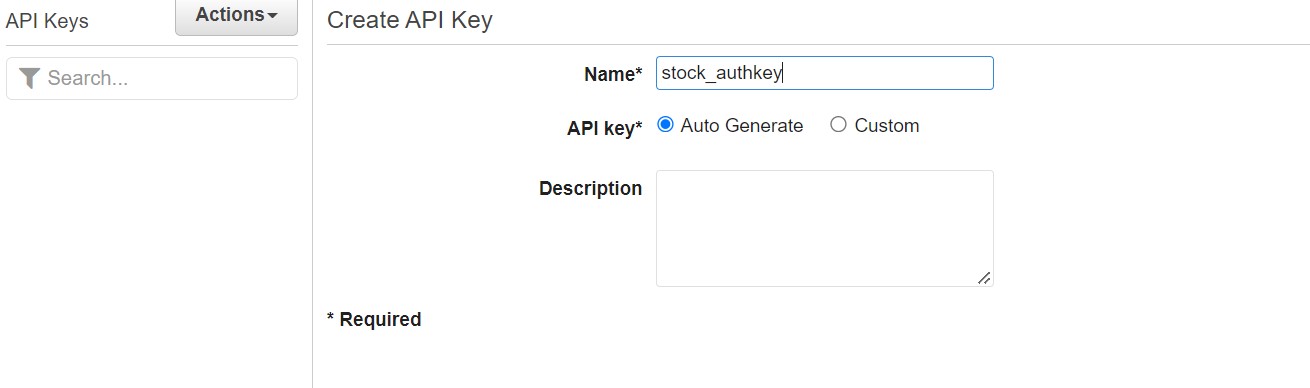 API Keys
Actions
Search...
Create API Key
Name* stock_authkey
API key* Auto Generate Custom
Description
* Required